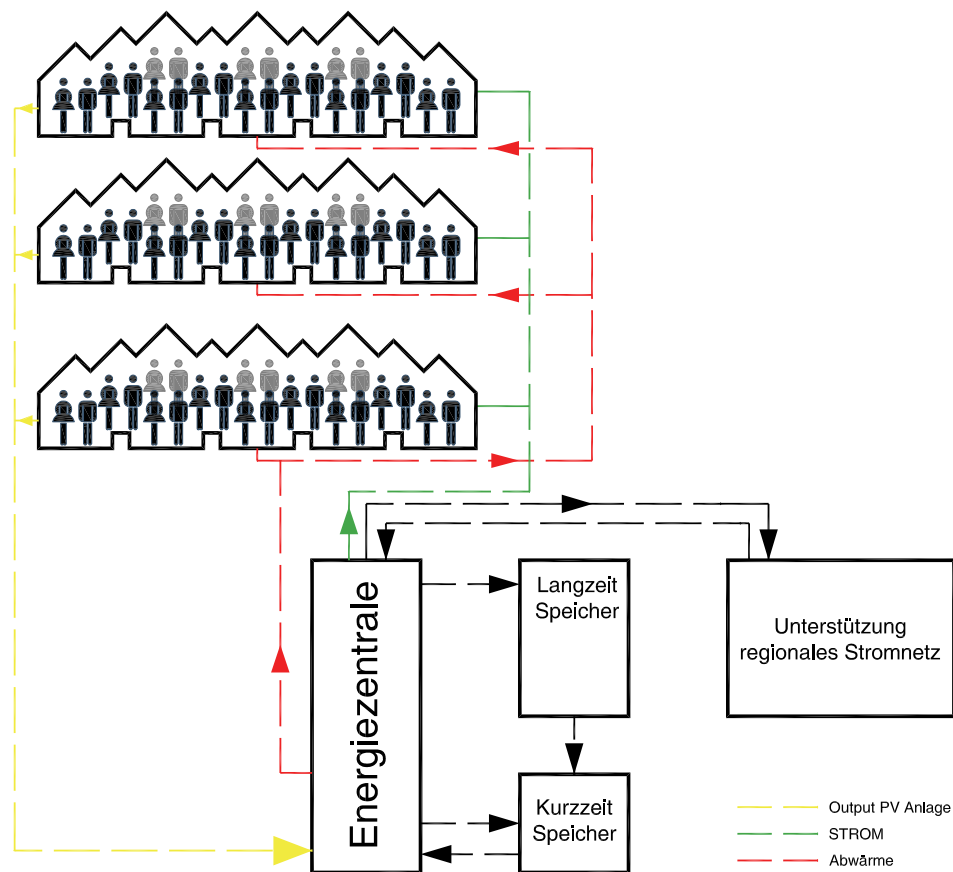 Energiezentrale
Langzeit
Speicher
Unterstützung
regionales Stromnetz
Kurzzeit
Speicher
Output PV Anlage
STROM
Abwärme